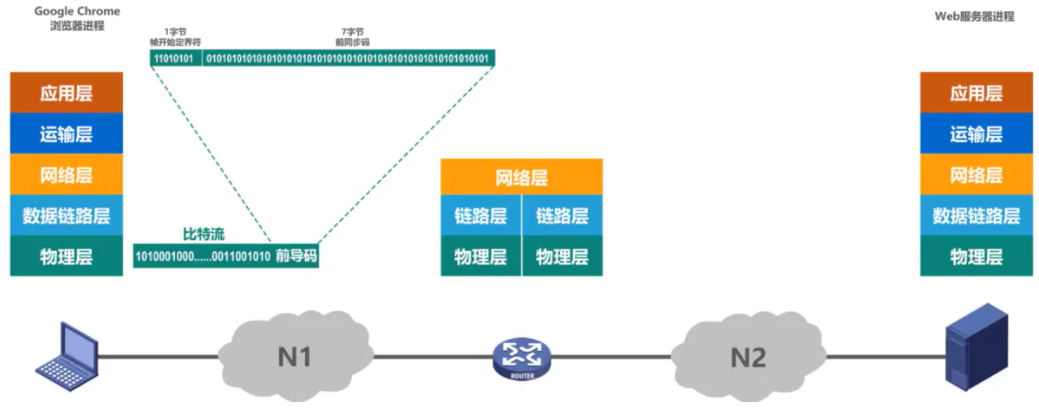 Google Chrome
浏览器进程
Web服务器进程
1字节
帧开始定界符
7字节
前同步码
11010101
01010101010101010101010101010101010101010101010101010101
应用层
运输层
网络层
数据链路层
物理层
比特流
1010001000......0011001010
前导码
网络层
链路层
链路层
物理层
物理层
应用层
运输层
网络层
数据链路层
物理层
N1
ROUTER
N2